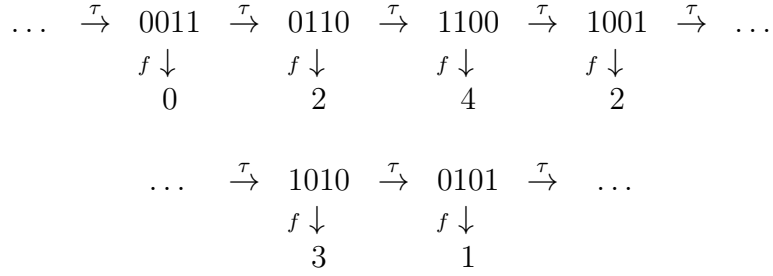 … τ→ 0011 τ→ 0110 τ→ 1100 τ→ 1001 τ→ …
f↓ f↓ f↓ f↓
0 2 4 2
… τ→ 1010 τ→ 0101 τ→ …
f↓ f↓
3 1